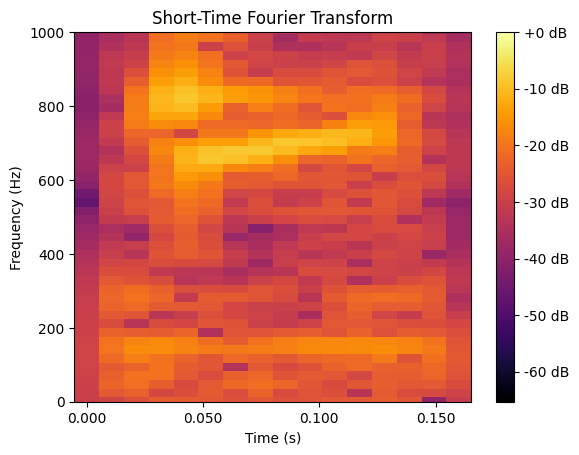 Short-Time Fourier Transform
1000
800
600
400
200
0
Frequency (Hz)
0.000
0.050
0.100
0.150
Time (s)
+0 dB
-10 dB
-20 dB
-30 dB
-40 dB
-50 dB
-60 dB